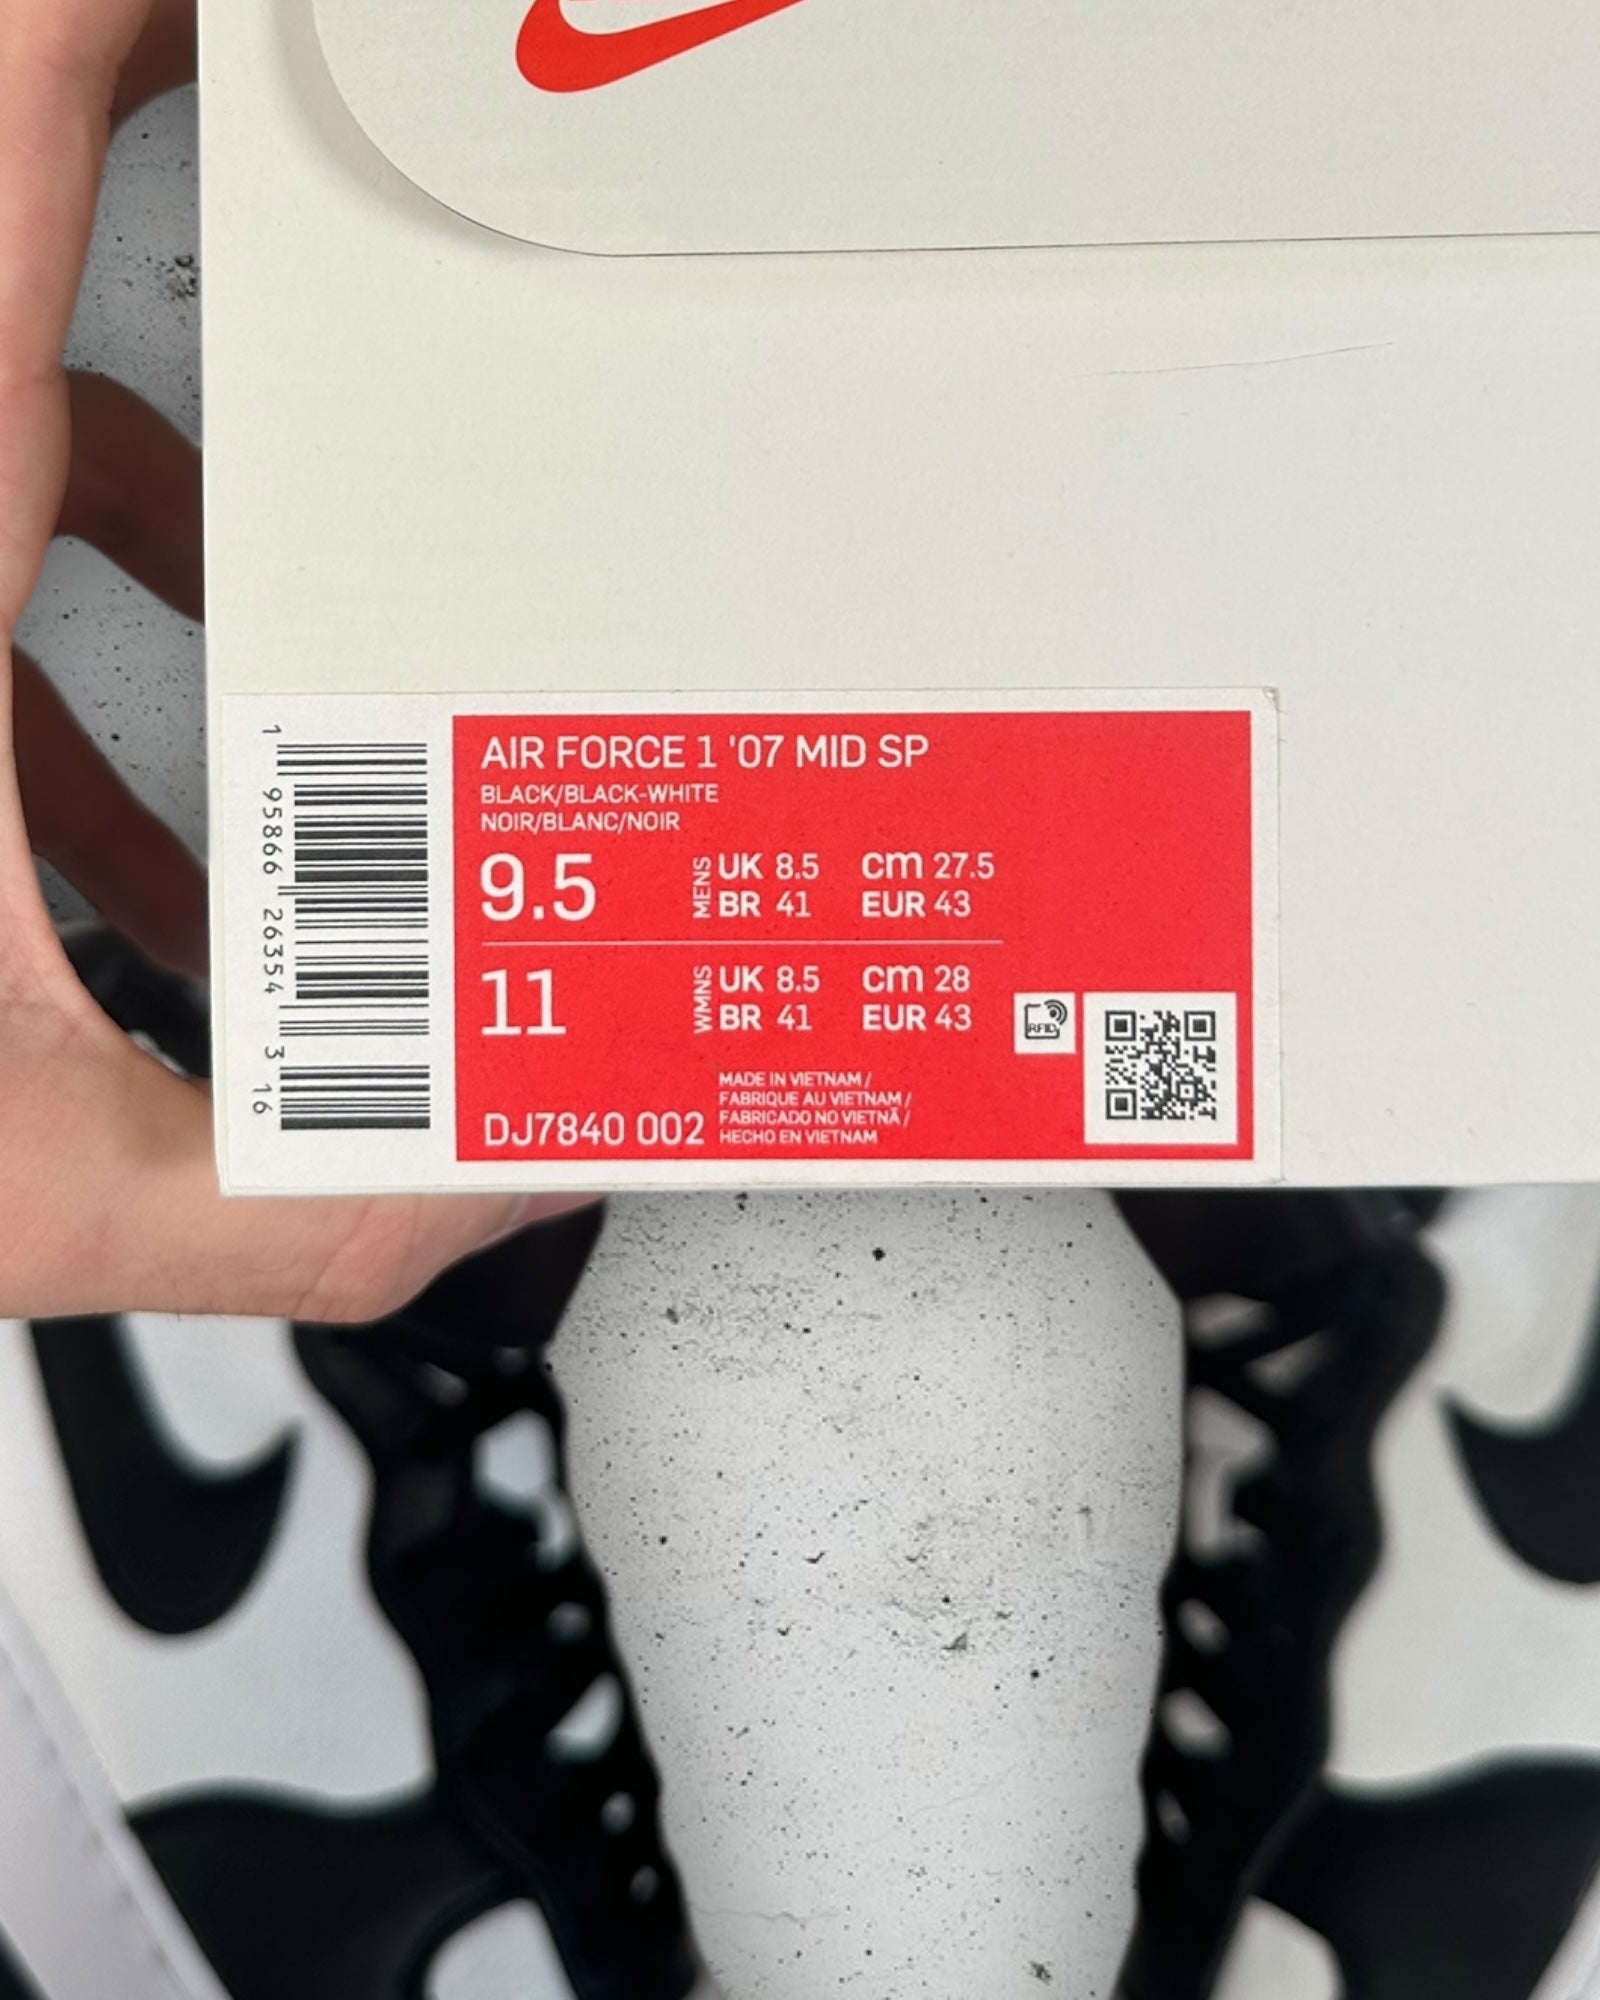 AIR FORCE 1 '07 MID SP
BLACK/BLACK-WHITE
NOIR/BLANC/NOIR
9.5 MENS UK 8.5 CM 27.5
BR 41 EUR 43
11 WMNS UK 8.5 CM 28
BR 41 EUR 43
RFID
MADE IN VIETNAM /
FABRIQUE AU VIETNAM /
FABRICADO NO VIETNÃ /
HECHO EN VIETNAM
DJ7840 002
1 95866 26354 3 16